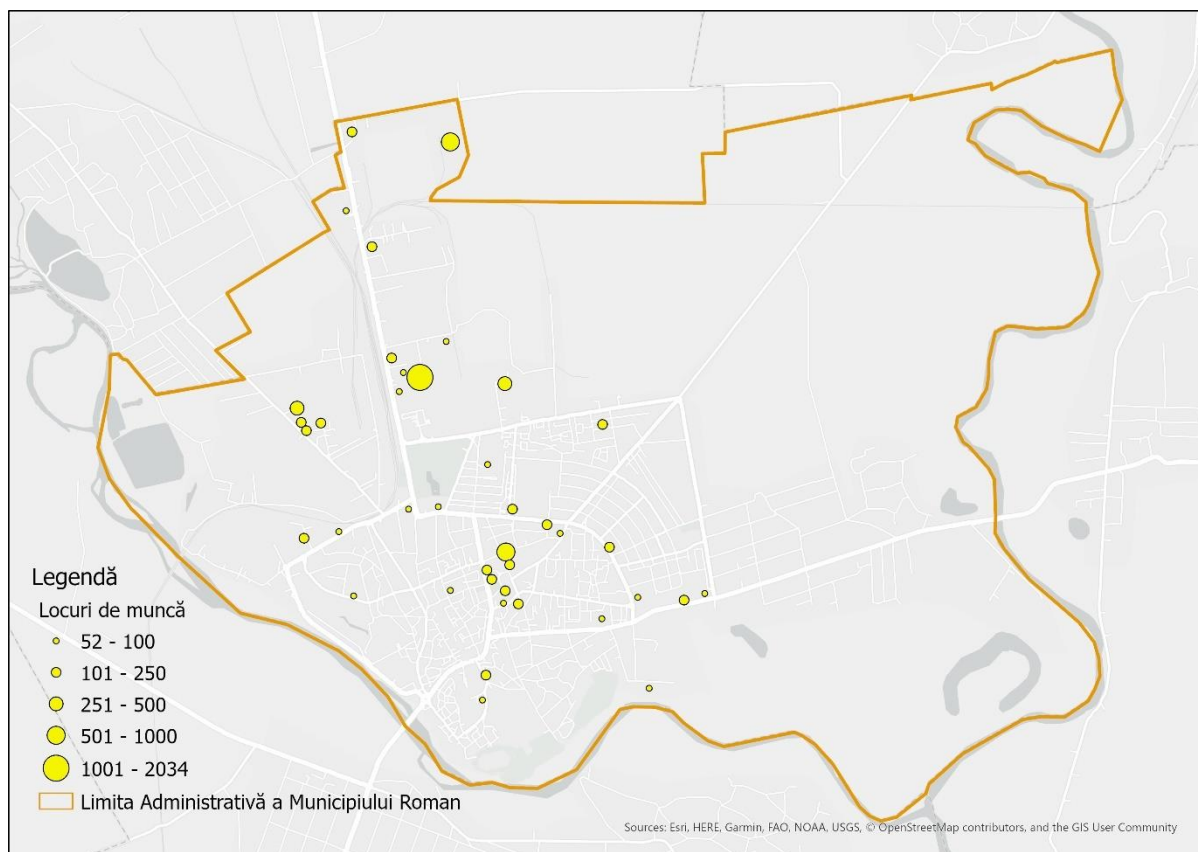 Legendă
Locuri de muncă
52 - 100
101 - 250
251 - 500
501 - 1000
1001 - 2034
Limita Administrativă a Municipiului Roman
Sources: Esri, HERE, Garmin, FAO, NOAA, USGS, © OpenStreetMap contributors, and the GIS User Community